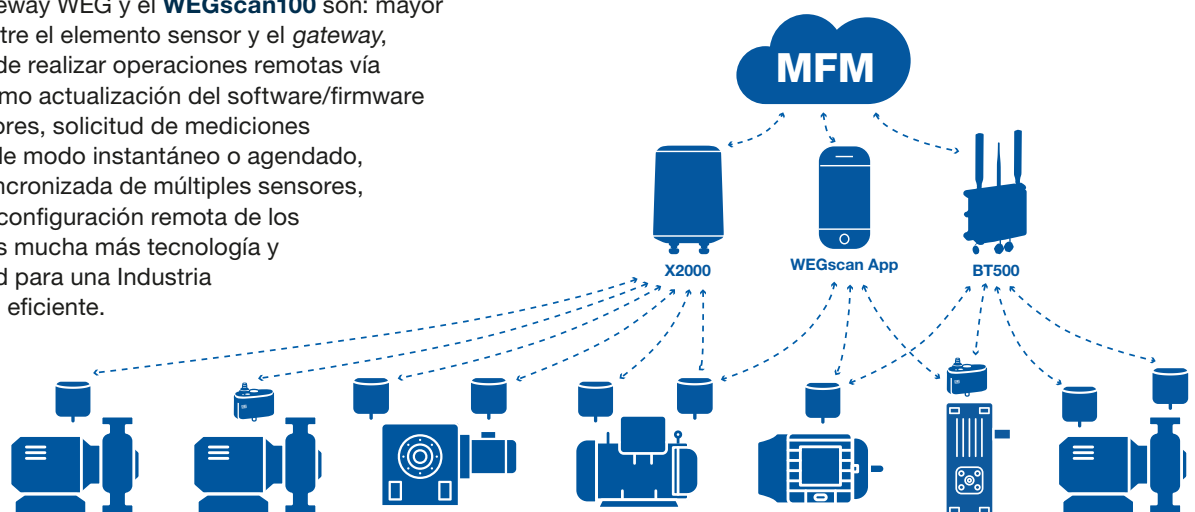 eway WEG y el WEGscan100 son: mayor
tre el elemento sensor y el gateway,
de realizar operaciones remotas vía
mo actualización del software/firmware
ores, solicitud de mediciones
de modo instantáneo o agendado,
ncronizada de múltiples sensores,
configuración remota de los
s mucha más tecnología y
d para una Industria
eficiente.
MFM
X2000
WEGscan App
BT500